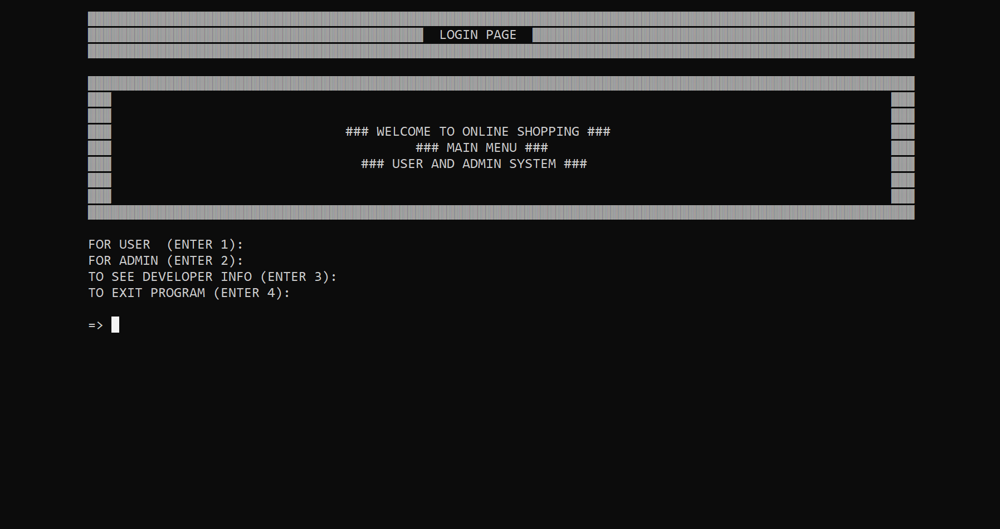 LOGIN PAGE
### WELCOME TO ONLINE SHOPPING ###
### MAIN MENU ###
### USER AND ADMIN SYSTEM ###
FOR USER  (ENTER 1):
FOR ADMIN (ENTER 2):
TO SEE DEVELOPER INFO (ENTER 3):
TO EXIT PROGRAM (ENTER 4):
=>